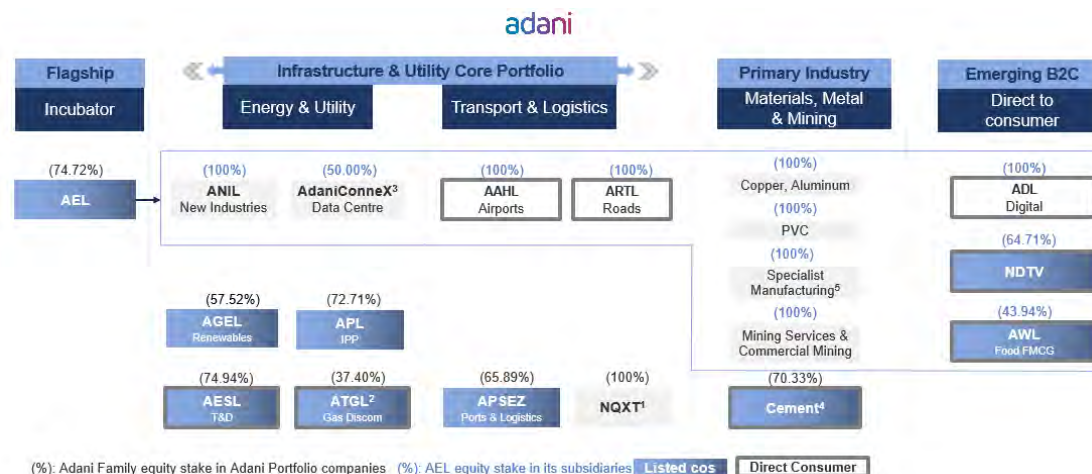 adani
Flagship
Incubator
Infrastructure & Utility Core Portfolio
Energy & Utility
Transport & Logistics
Primary Industry
Materials, Metal
& Mining
Emerging B2C
Direct to
consumer
(74.72%)
AEL
(100%)
ANIL
New Industries
(50.00%)
AdaniConneX³
Data Centre
(100%)
AAHL
Airports
(100%)
ARTL
Roads
(100%)
Copper, Aluminum
(100%)
PVC
(100%)
Specialist
Manufacturing⁵
(100%)
Mining Services &
Commercial Mining
(100%)
ADL
Digital
(64.71%)
NDTV
(43.94%)
AWL
Food FMCG
(57.52%)
AGEL
Renewables
(72.71%)
APL
IPP
(74.94%)
AESL
T&D
(37.40%)
ATGL²
Gas Discom
(65.89%)
APSEZ
Ports & Logistics
(100%)
NQXT¹
(70.33%)
Cement⁴
(%): Adani Family equity stake in Adani Portfolio companies (%): AEL equity stake in its subsidiaries Listed cos Direct Consumer